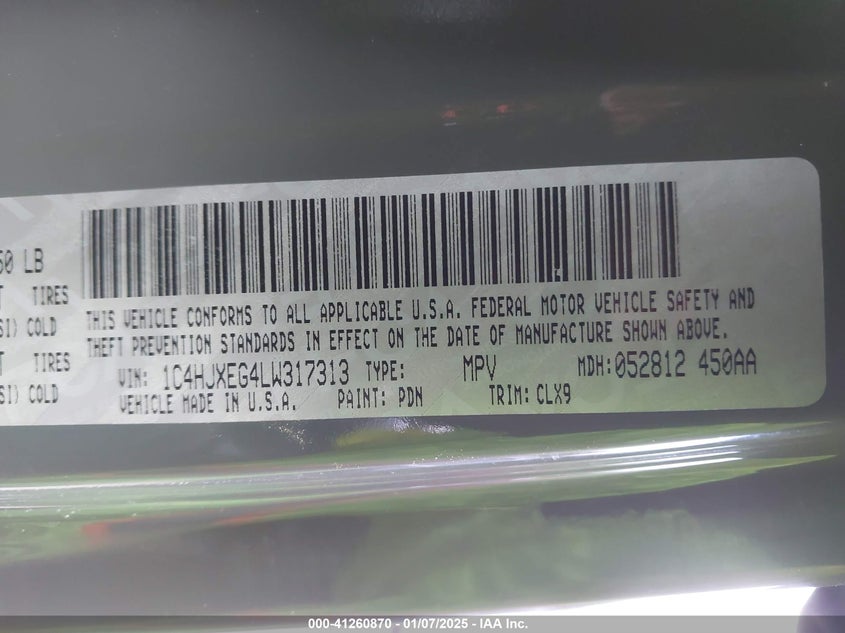 50 LB
T TIRES
SI) COLD
T TIRES
SI) COLD
THIS VEHICLE CONFORMS TO ALL APPLICABLE U.S.A. FEDERAL MOTOR VEHICLE SAFETY AND
THEFT PREVENTION STANDARDS IN EFFECT ON THE DATE OF MANUFACTURE SHOWN ABOVE.
VIN: 1C4HJXEG4LW317313 TYPE: MPV MDH:052812 450AA
VEHICLE MADE IN U.S.A. PAINT: PDN TRIM: CLX9
000-41260870 - 01/07/2025 - IAA Inc.